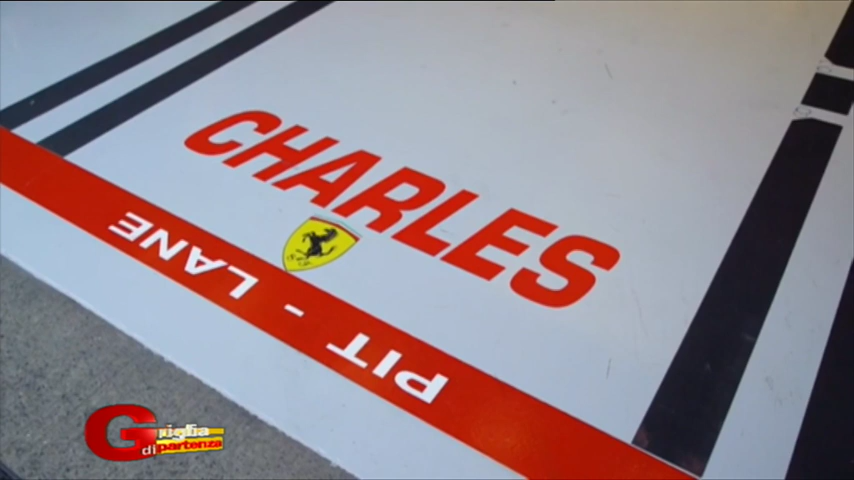 CHARLES
PIT - LANE
S F
Griglia
di partenza